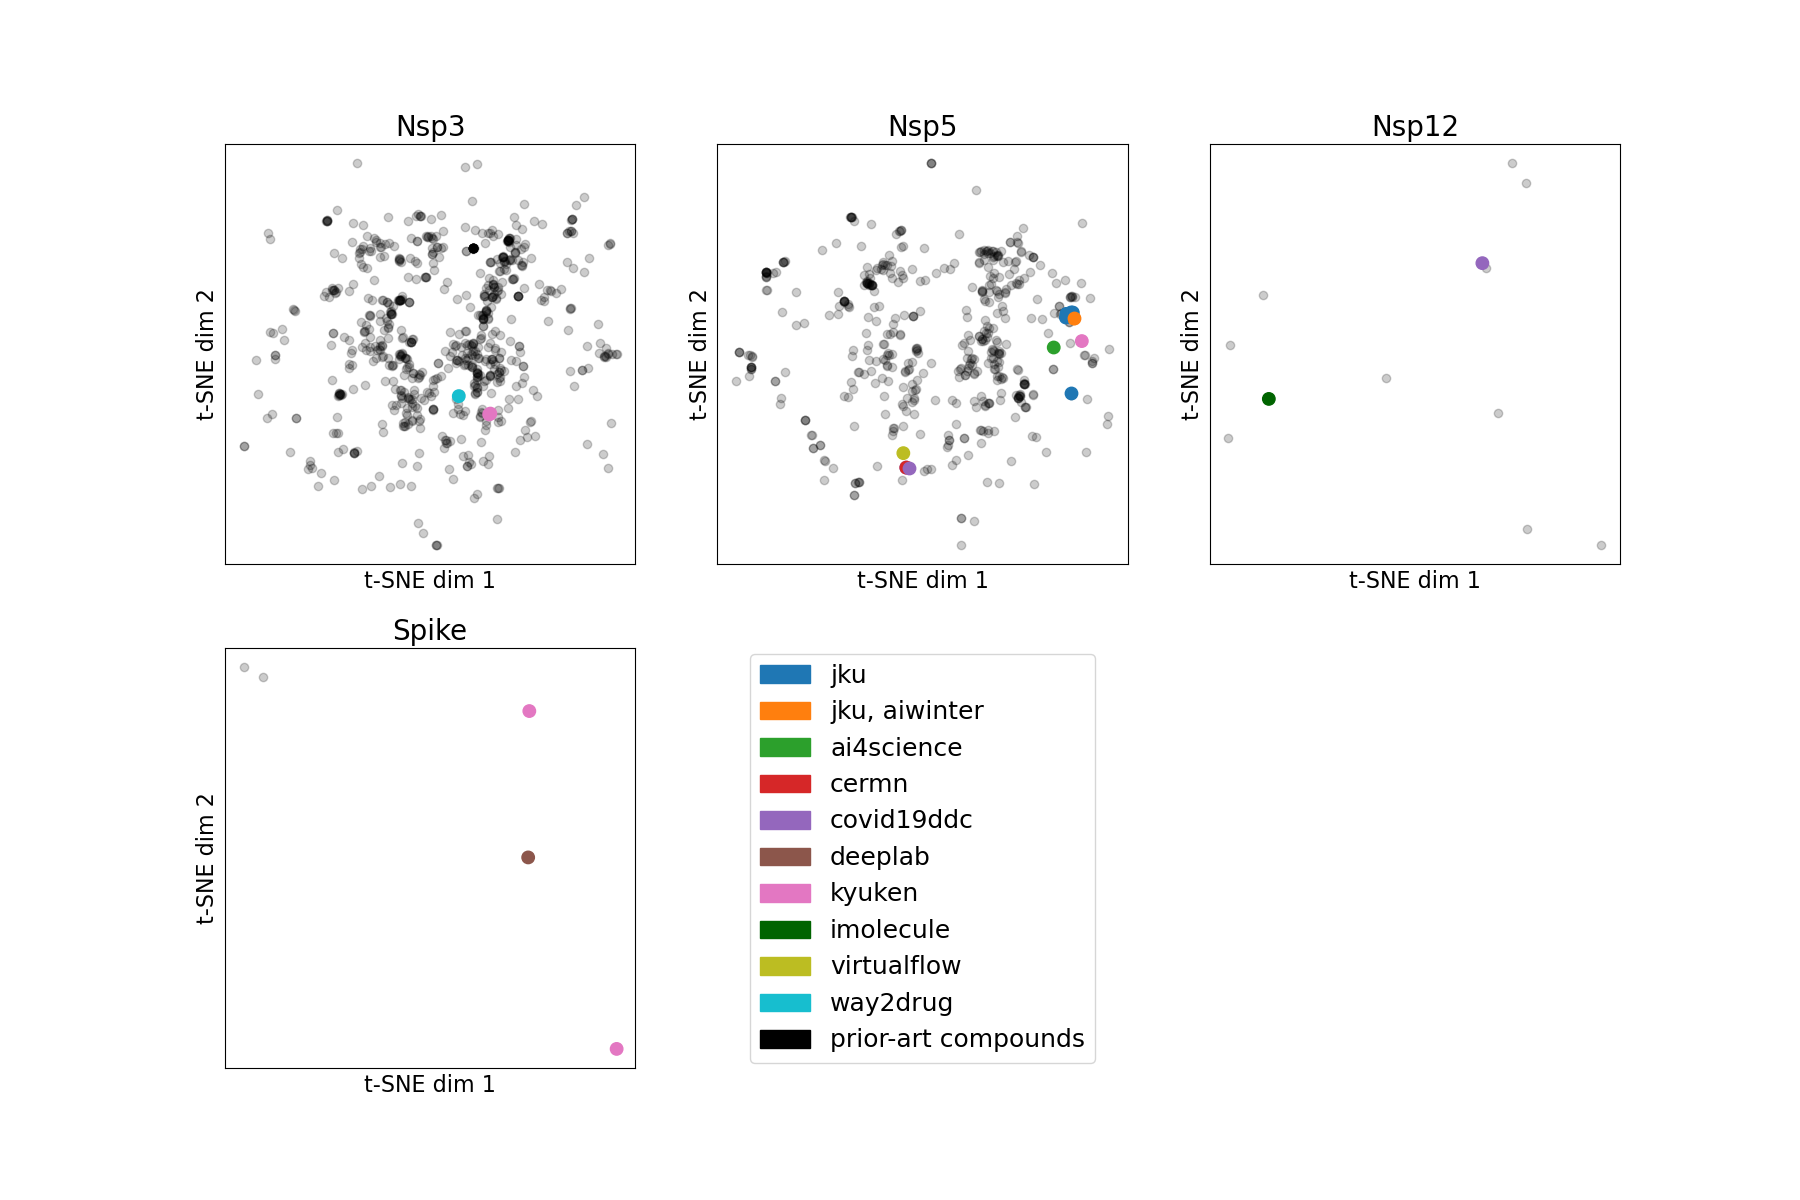 Nsp3
Nsp5
Nsp12
t-SNE dim 2
t-SNE dim 2
t-SNE dim 2
t-SNE dim 1
t-SNE dim 1
t-SNE dim 1
Spike
t-SNE dim 2
t-SNE dim 1
jku
jku, aiwinter
ai4science
cermn
covid19ddc
deeplab
kyuken
imolecule
virtualflow
way2drug
prior-art compounds